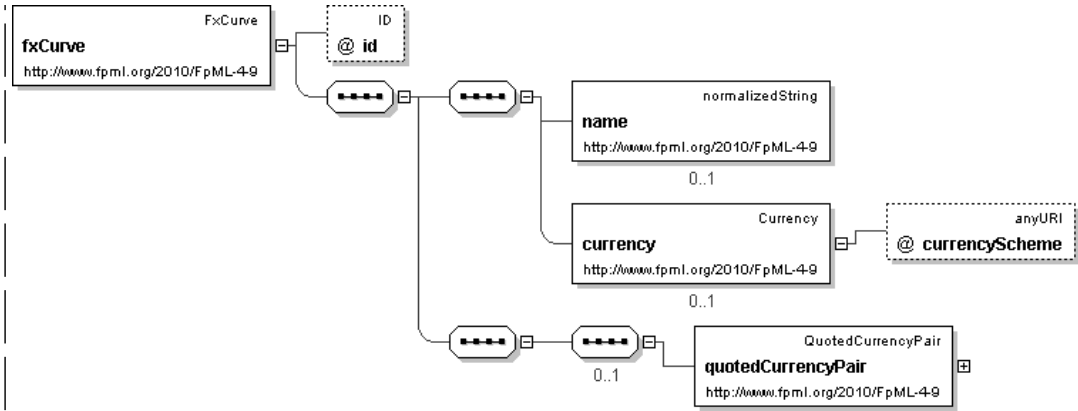 FxCurve
fxCurve
http://www.fpml.org/2010/FpML-4-9
ID
@ id
normalizedString
name
http://www.fpml.org/2010/FpML-4-9
0..1
Currency
currency
http://www.fpml.org/2010/FpML-4-9
0..1
anyURI
@ currencyScheme
0..1
QuotedCurrencyPair
quotedCurrencyPair
http://www.fpml.org/2010/FpML-4-9